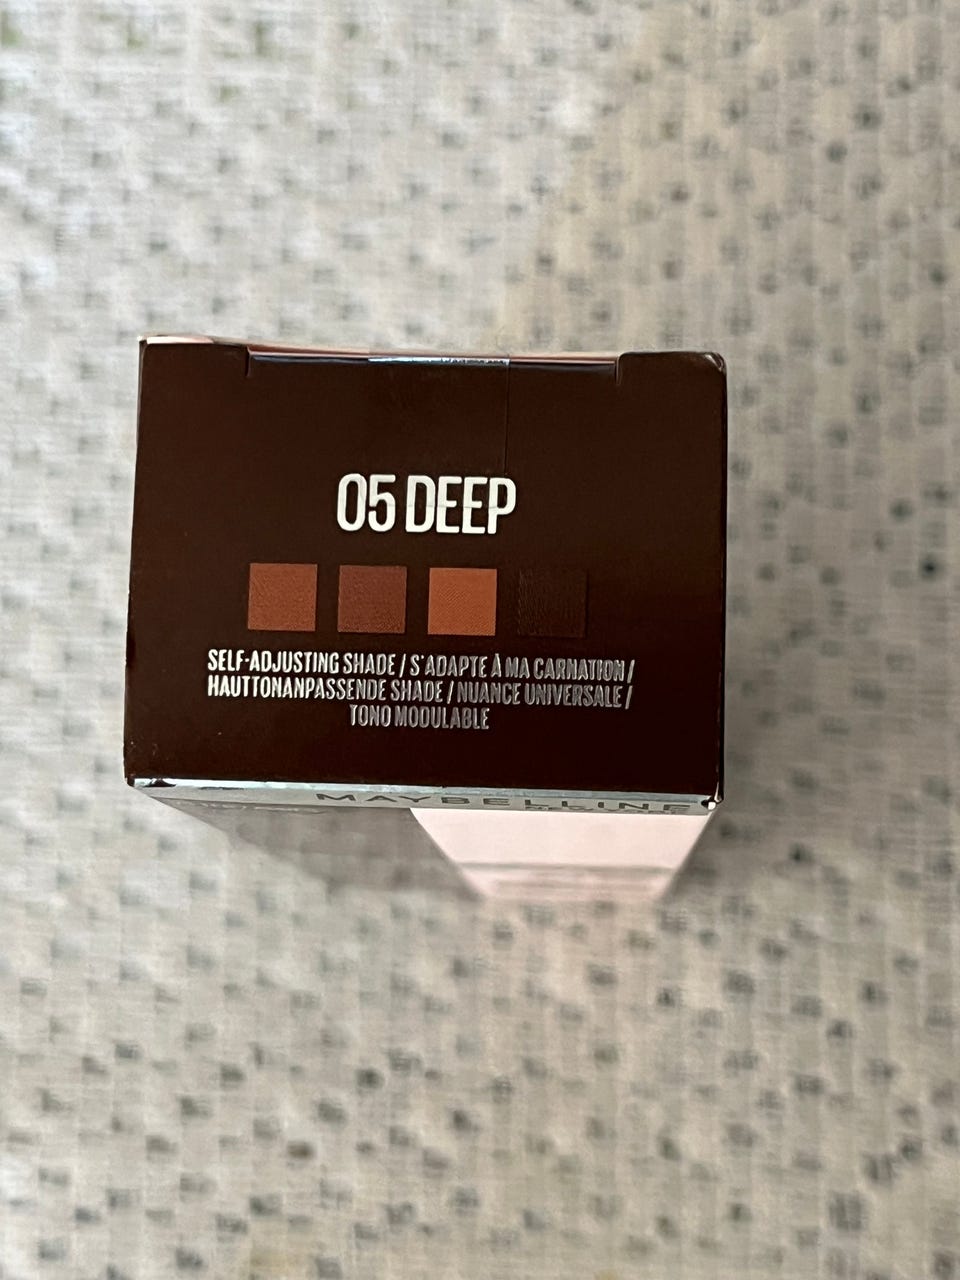 05 DEEP
SELF-ADJUSTING SHADE / S'ADAPTE À MA CARNATION /
HAUTTONANPASSENDE SHADE / NUANCE UNIVERSALE /
TONO MODULABLE
MAYBELLINE